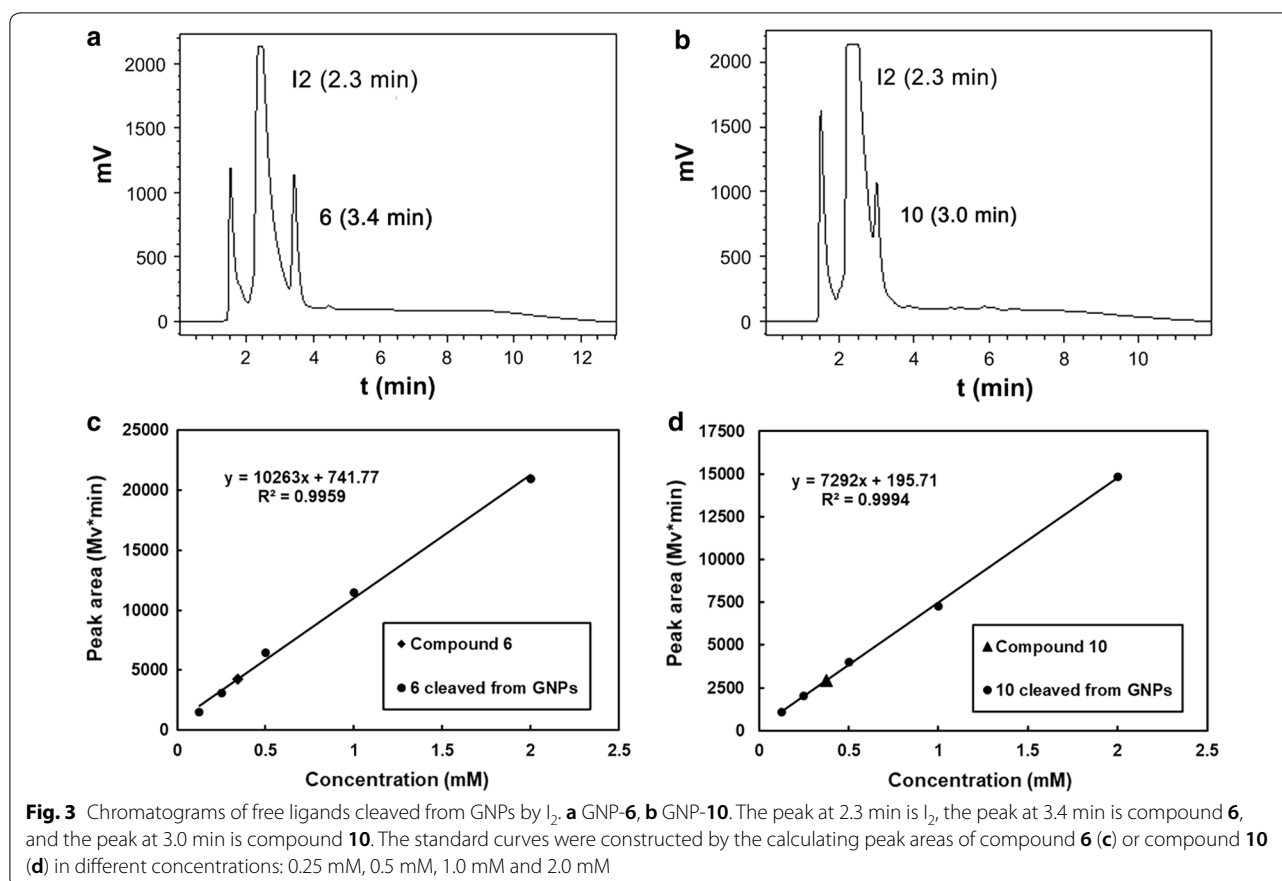 a
2000
1500
1000
500
0
mV
I2 (2.3 min)
6 (3.4 min)
2 4 6 8 10 12
t (min)
b
2000
1500
1000
500
0
mV
I2 (2.3 min)
10 (3.0 min)
2 4 6 8 10
t (min)
c
25000
20000
15000
10000
5000
0
Peak area (Mv*min)
y = 10263x + 741.77
R² = 0.9959
Compound 6
6 cleaved from GNPs
0 0.5 1 1.5 2 2.5
Concentration (mM)
d
17500
15000
12500
10000
7500
5000
2500
0
Peak area (Mv*min)
y = 7292x + 195.71
R² = 0.9994
Compound 10
10 cleaved from GNPs
0 0.5 1 1.5 2 2.5
Concentration (mM)
Fig. 3 Chromatograms of free ligands cleaved from GNPs by I₂. a GNP-6, b GNP-10. The peak at 2.3 min is I₂, the peak at 3.4 min is compound 6,
and the peak at 3.0 min is compound 10. The standard curves were constructed by the calculating peak areas of compound 6 (c) or compound 10
(d) in different concentrations: 0.25 mM, 0.5 mM, 1.0 mM and 2.0 mM